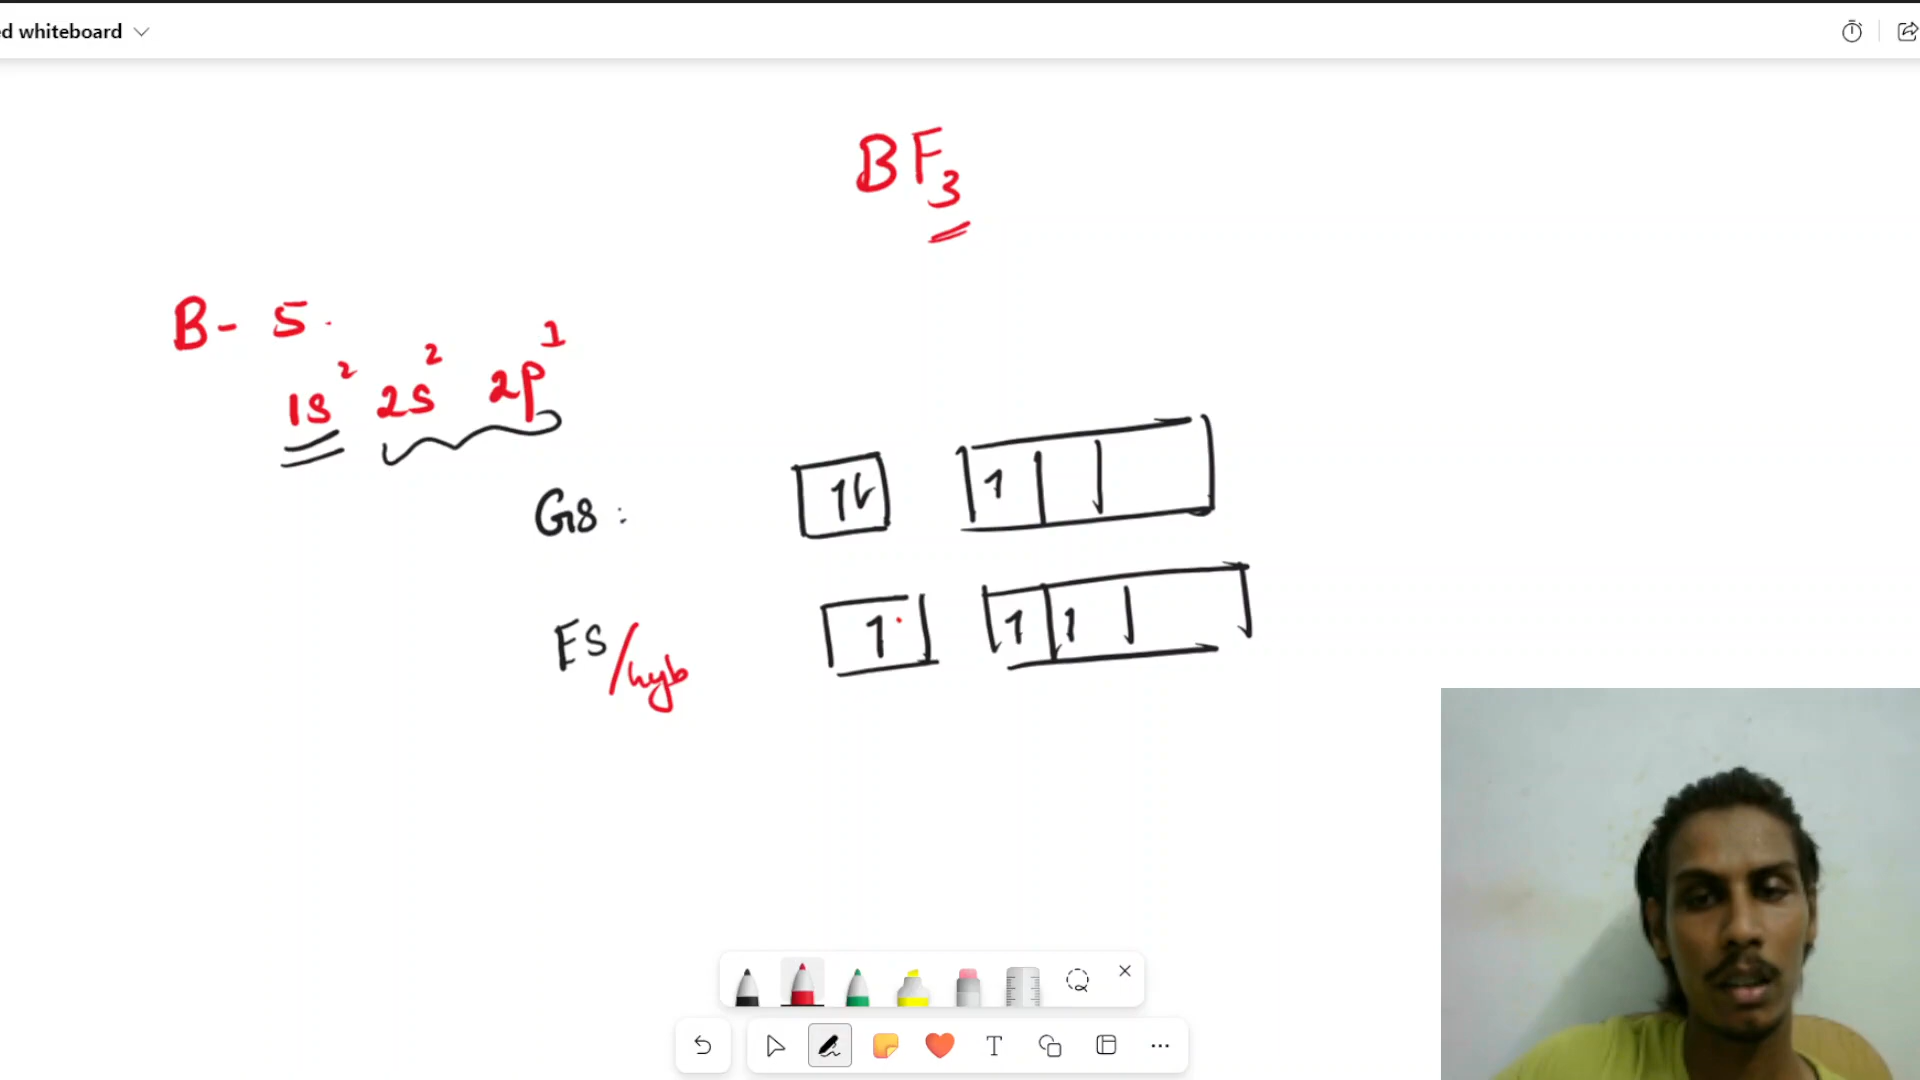 d whiteboard
BF₃
B- 5.
1s² 2s² 2p¹
GS : 1⇂ 1
ES/hyb 1 1 1
T